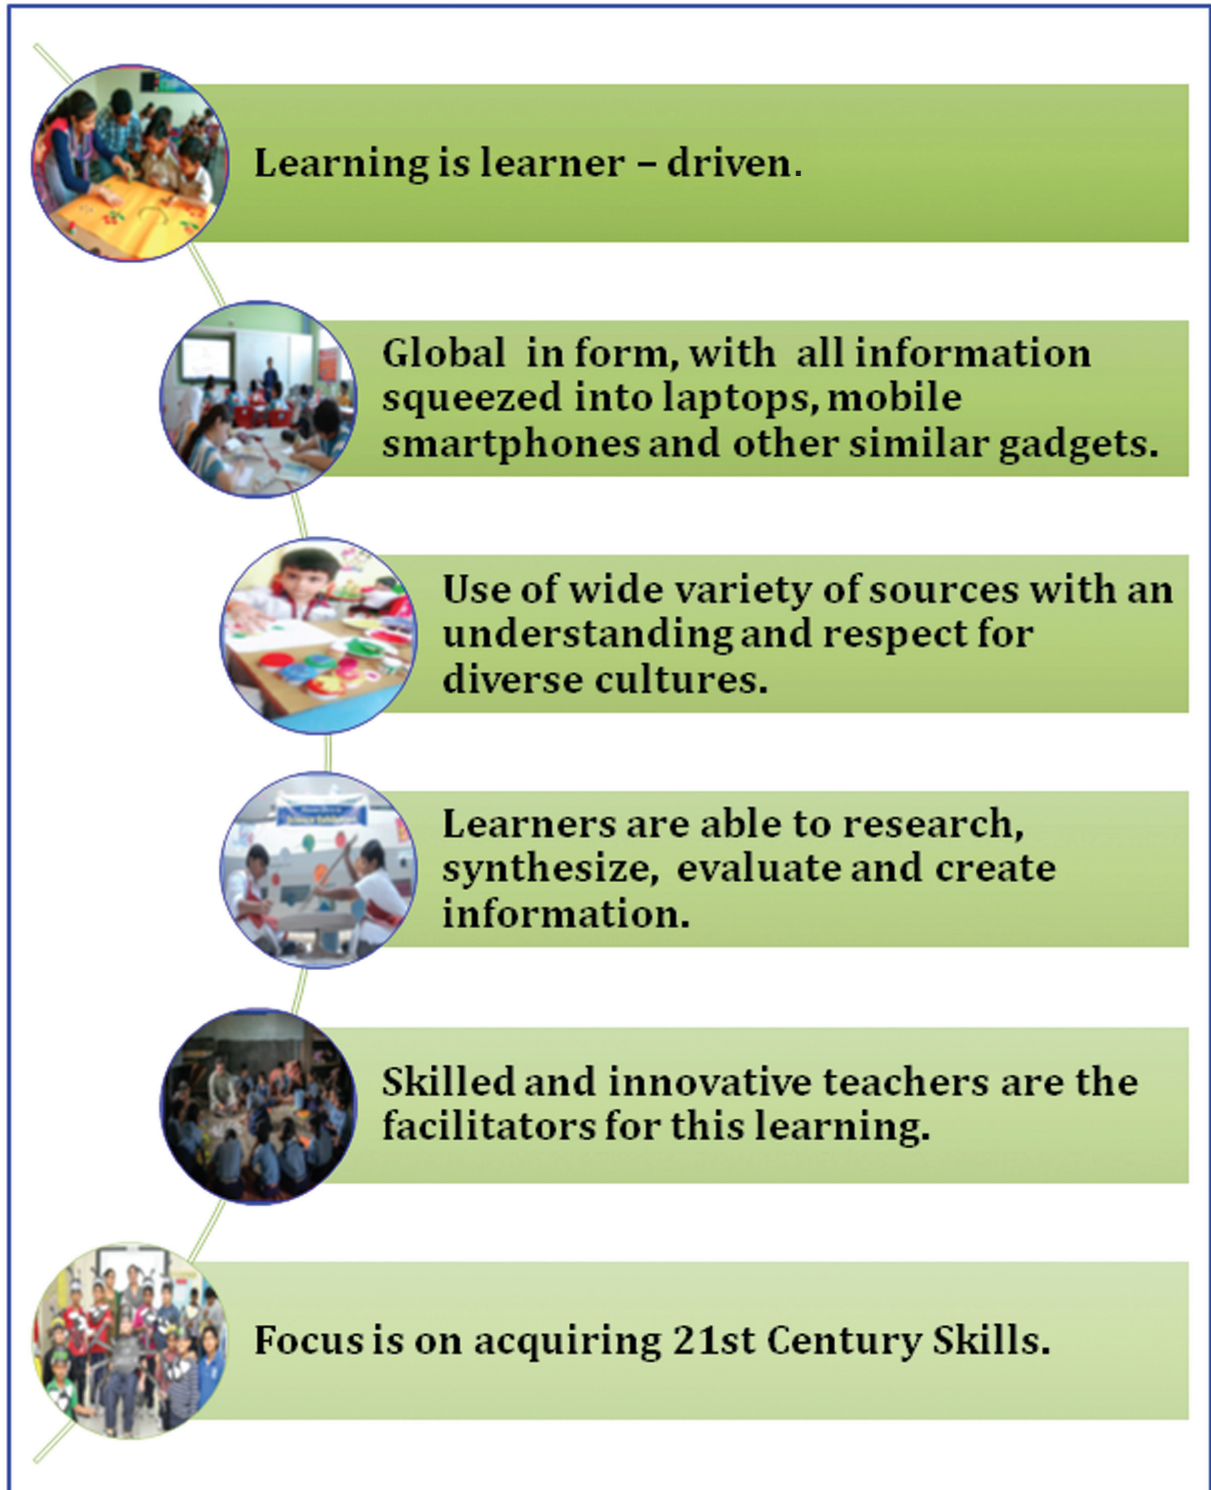 Learning is learner – driven.
Global in form, with all information
squeezed into laptops, mobile
smartphones and other similar gadgets.
Use of wide variety of sources with an
understanding and respect for
diverse cultures.
Learners are able to research,
synthesize, evaluate and create
information.
Skilled and innovative teachers are the
facilitators for this learning.
Focus is on acquiring 21st Century Skills.